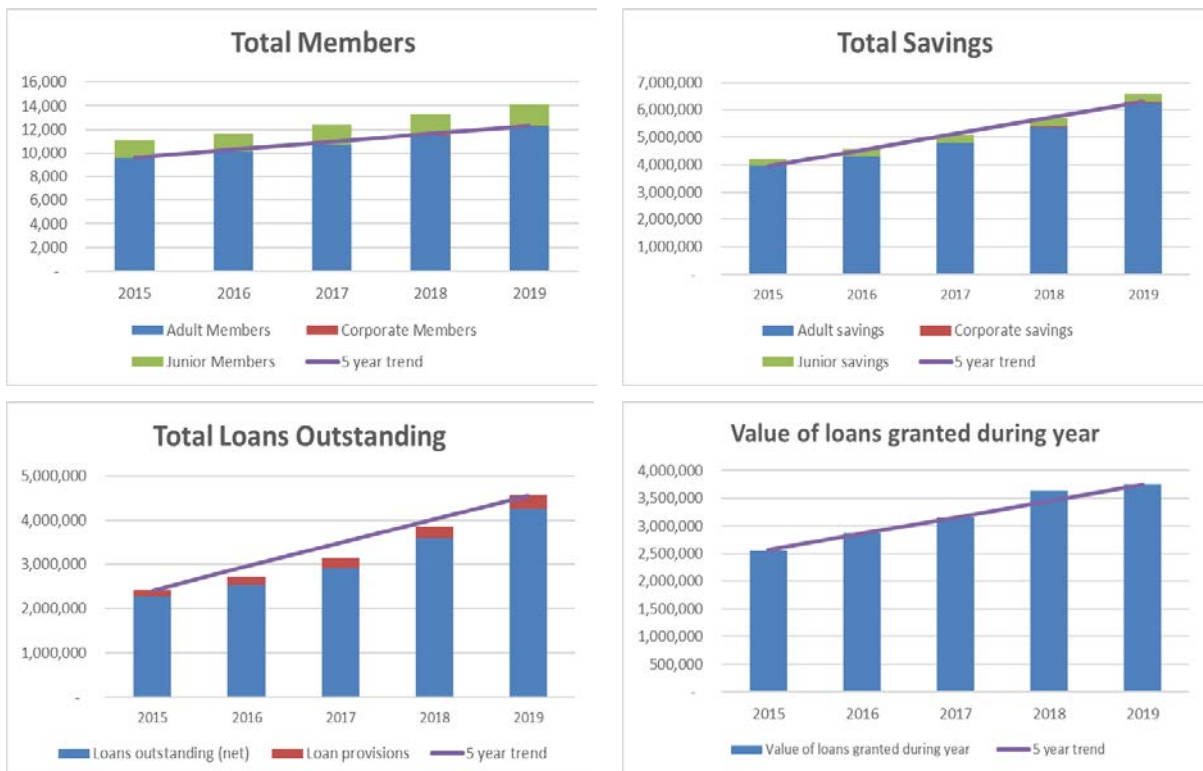 Total Members
16,000
14,000
12,000
10,000
8,000
6,000
4,000
2,000
-
2015 2016 2017 2018 2019
Adult Members Corporate Members
Junior Members 5 year trend
Total Savings
7,000,000
6,000,000
5,000,000
4,000,000
3,000,000
2,000,000
1,000,000
-
2015 2016 2017 2018 2019
Adult savings Corporate savings
Junior savings 5 year trend
Total Loans Outstanding
5,000,000
4,000,000
3,000,000
2,000,000
1,000,000
-
2015 2016 2017 2018 2019
Loans outstanding (net) Loan provisions 5 year trend
Value of loans granted during year
4,000,000
3,500,000
3,000,000
2,500,000
2,000,000
1,500,000
1,000,000
500,000
-
2015 2016 2017 2018 2019
Value of loans granted during year 5 year trend